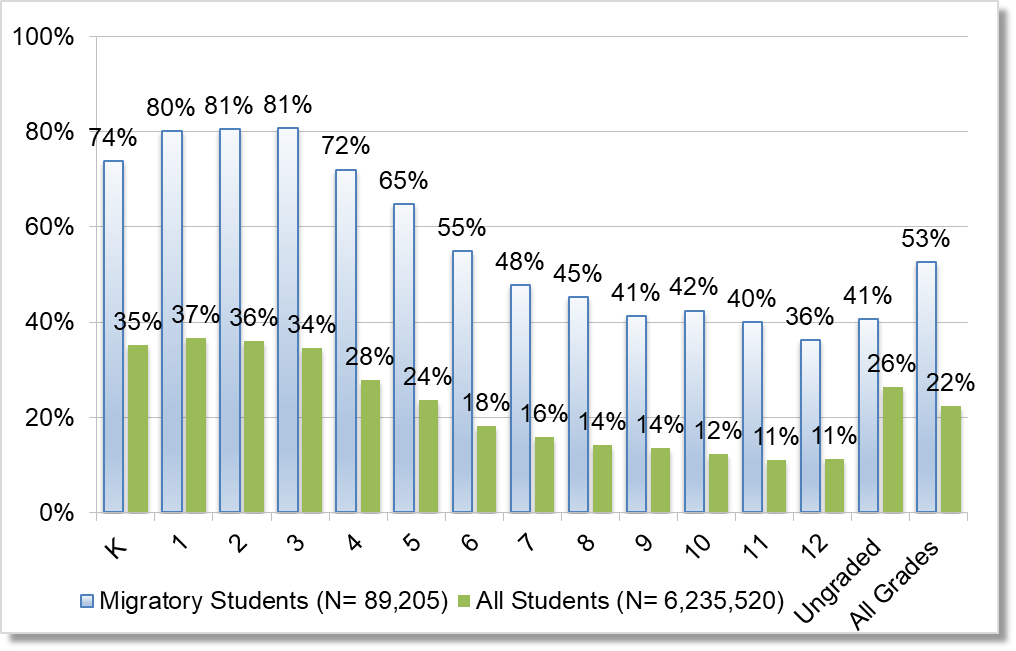 100%
80%
60%
40%
20%
0%
74% 80% 81% 81% 72% 65% 55% 48% 45% 41% 42% 40% 36% 41% 53%
35% 37% 36% 34% 28% 24% 18% 16% 14% 14% 12% 11% 11% 26% 22%
K 1 2 3 4 5 6 7 8 9 10 11 12 Ungraded All Grades
Migratory Students (N= 89,205) All Students (N= 6,235,520)